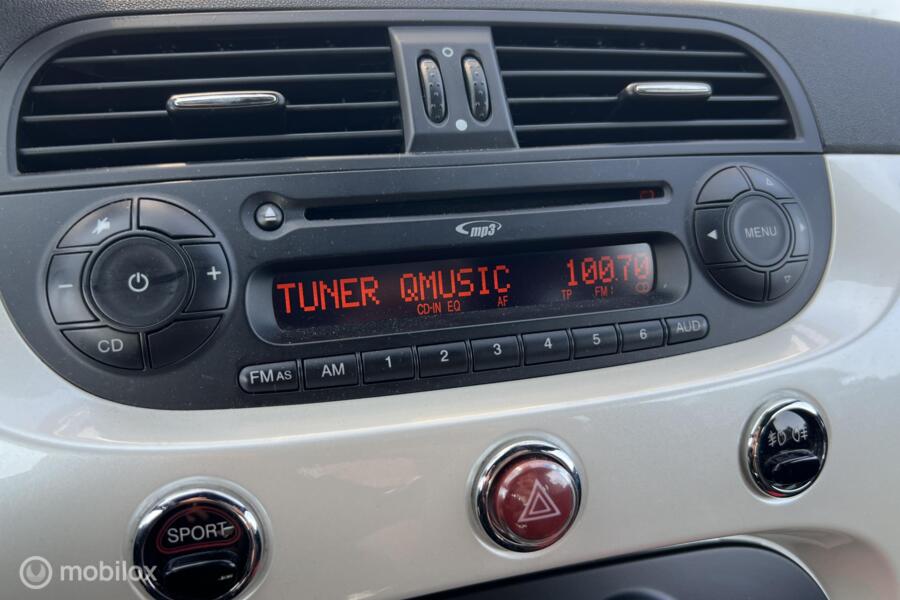 mp3
TUNER QMUSIC 100.70
CD-IN EQ AF TP FM: CD
MENU
- +
CD
FM AS AM 1 2 3 4 5 6 AUD
SPORT
mobilox